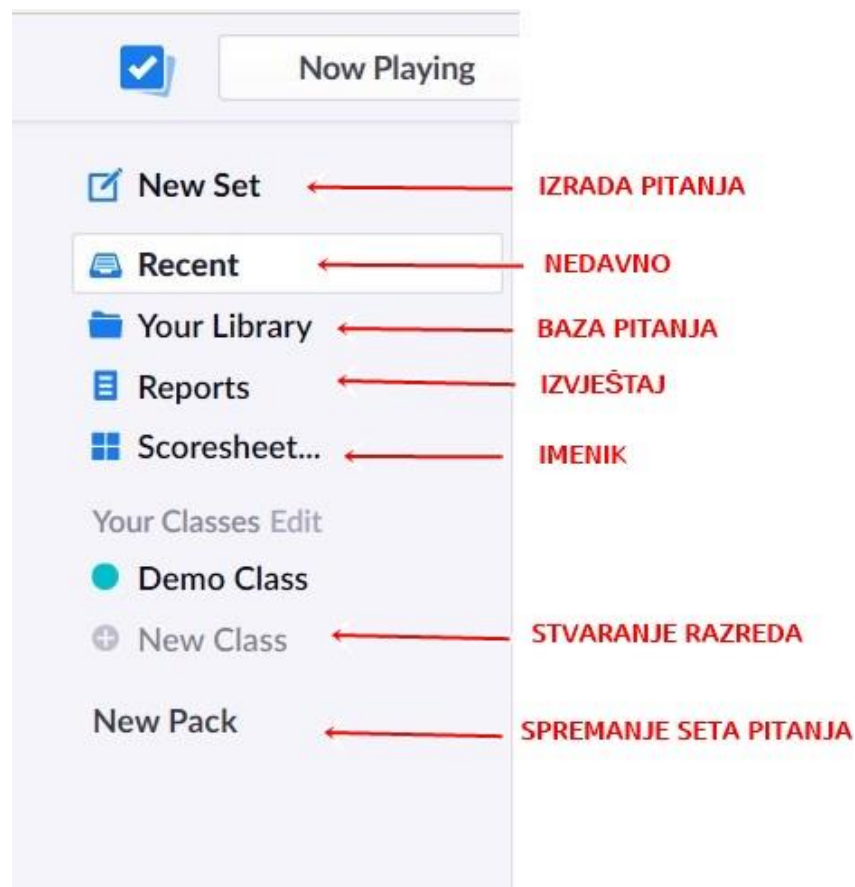 Now Playing
New Set IZRADA PITANJA
Recent NEDAVNO
Your Library BAZA PITANJA
Reports IZVJEŠTAJ
Scoresheet... IMENIK
Your Classes Edit
Demo Class
New Class STVARANJE RAZREDA
New Pack SPREMANJE SETA PITANJA